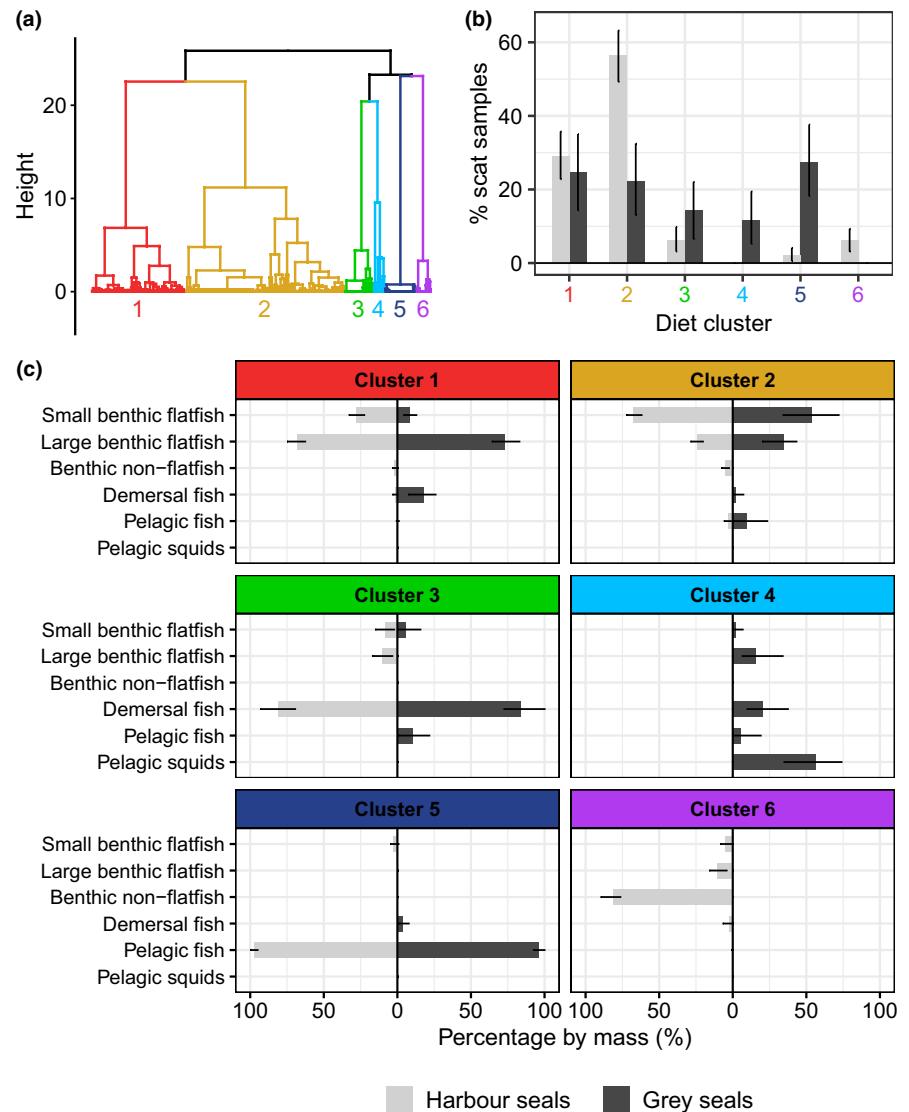 (a)
Height
20
10
0
1 2 3 4 5 6
(b)
% scat samples
60
40
20
0
1 2 3 4 5 6
Diet cluster
(c)
Cluster 1 Cluster 2
Small benthic flatfish
Large benthic flatfish
Benthic non-flatfish
Demersal fish
Pelagic fish
Pelagic squids
Cluster 3 Cluster 4
Small benthic flatfish
Large benthic flatfish
Benthic non-flatfish
Demersal fish
Pelagic fish
Pelagic squids
Cluster 5 Cluster 6
Small benthic flatfish
Large benthic flatfish
Benthic non-flatfish
Demersal fish
Pelagic fish
Pelagic squids
100 50 0 50 100 100 50 0 50 100
Percentage by mass (%)
Harbour seals Grey seals